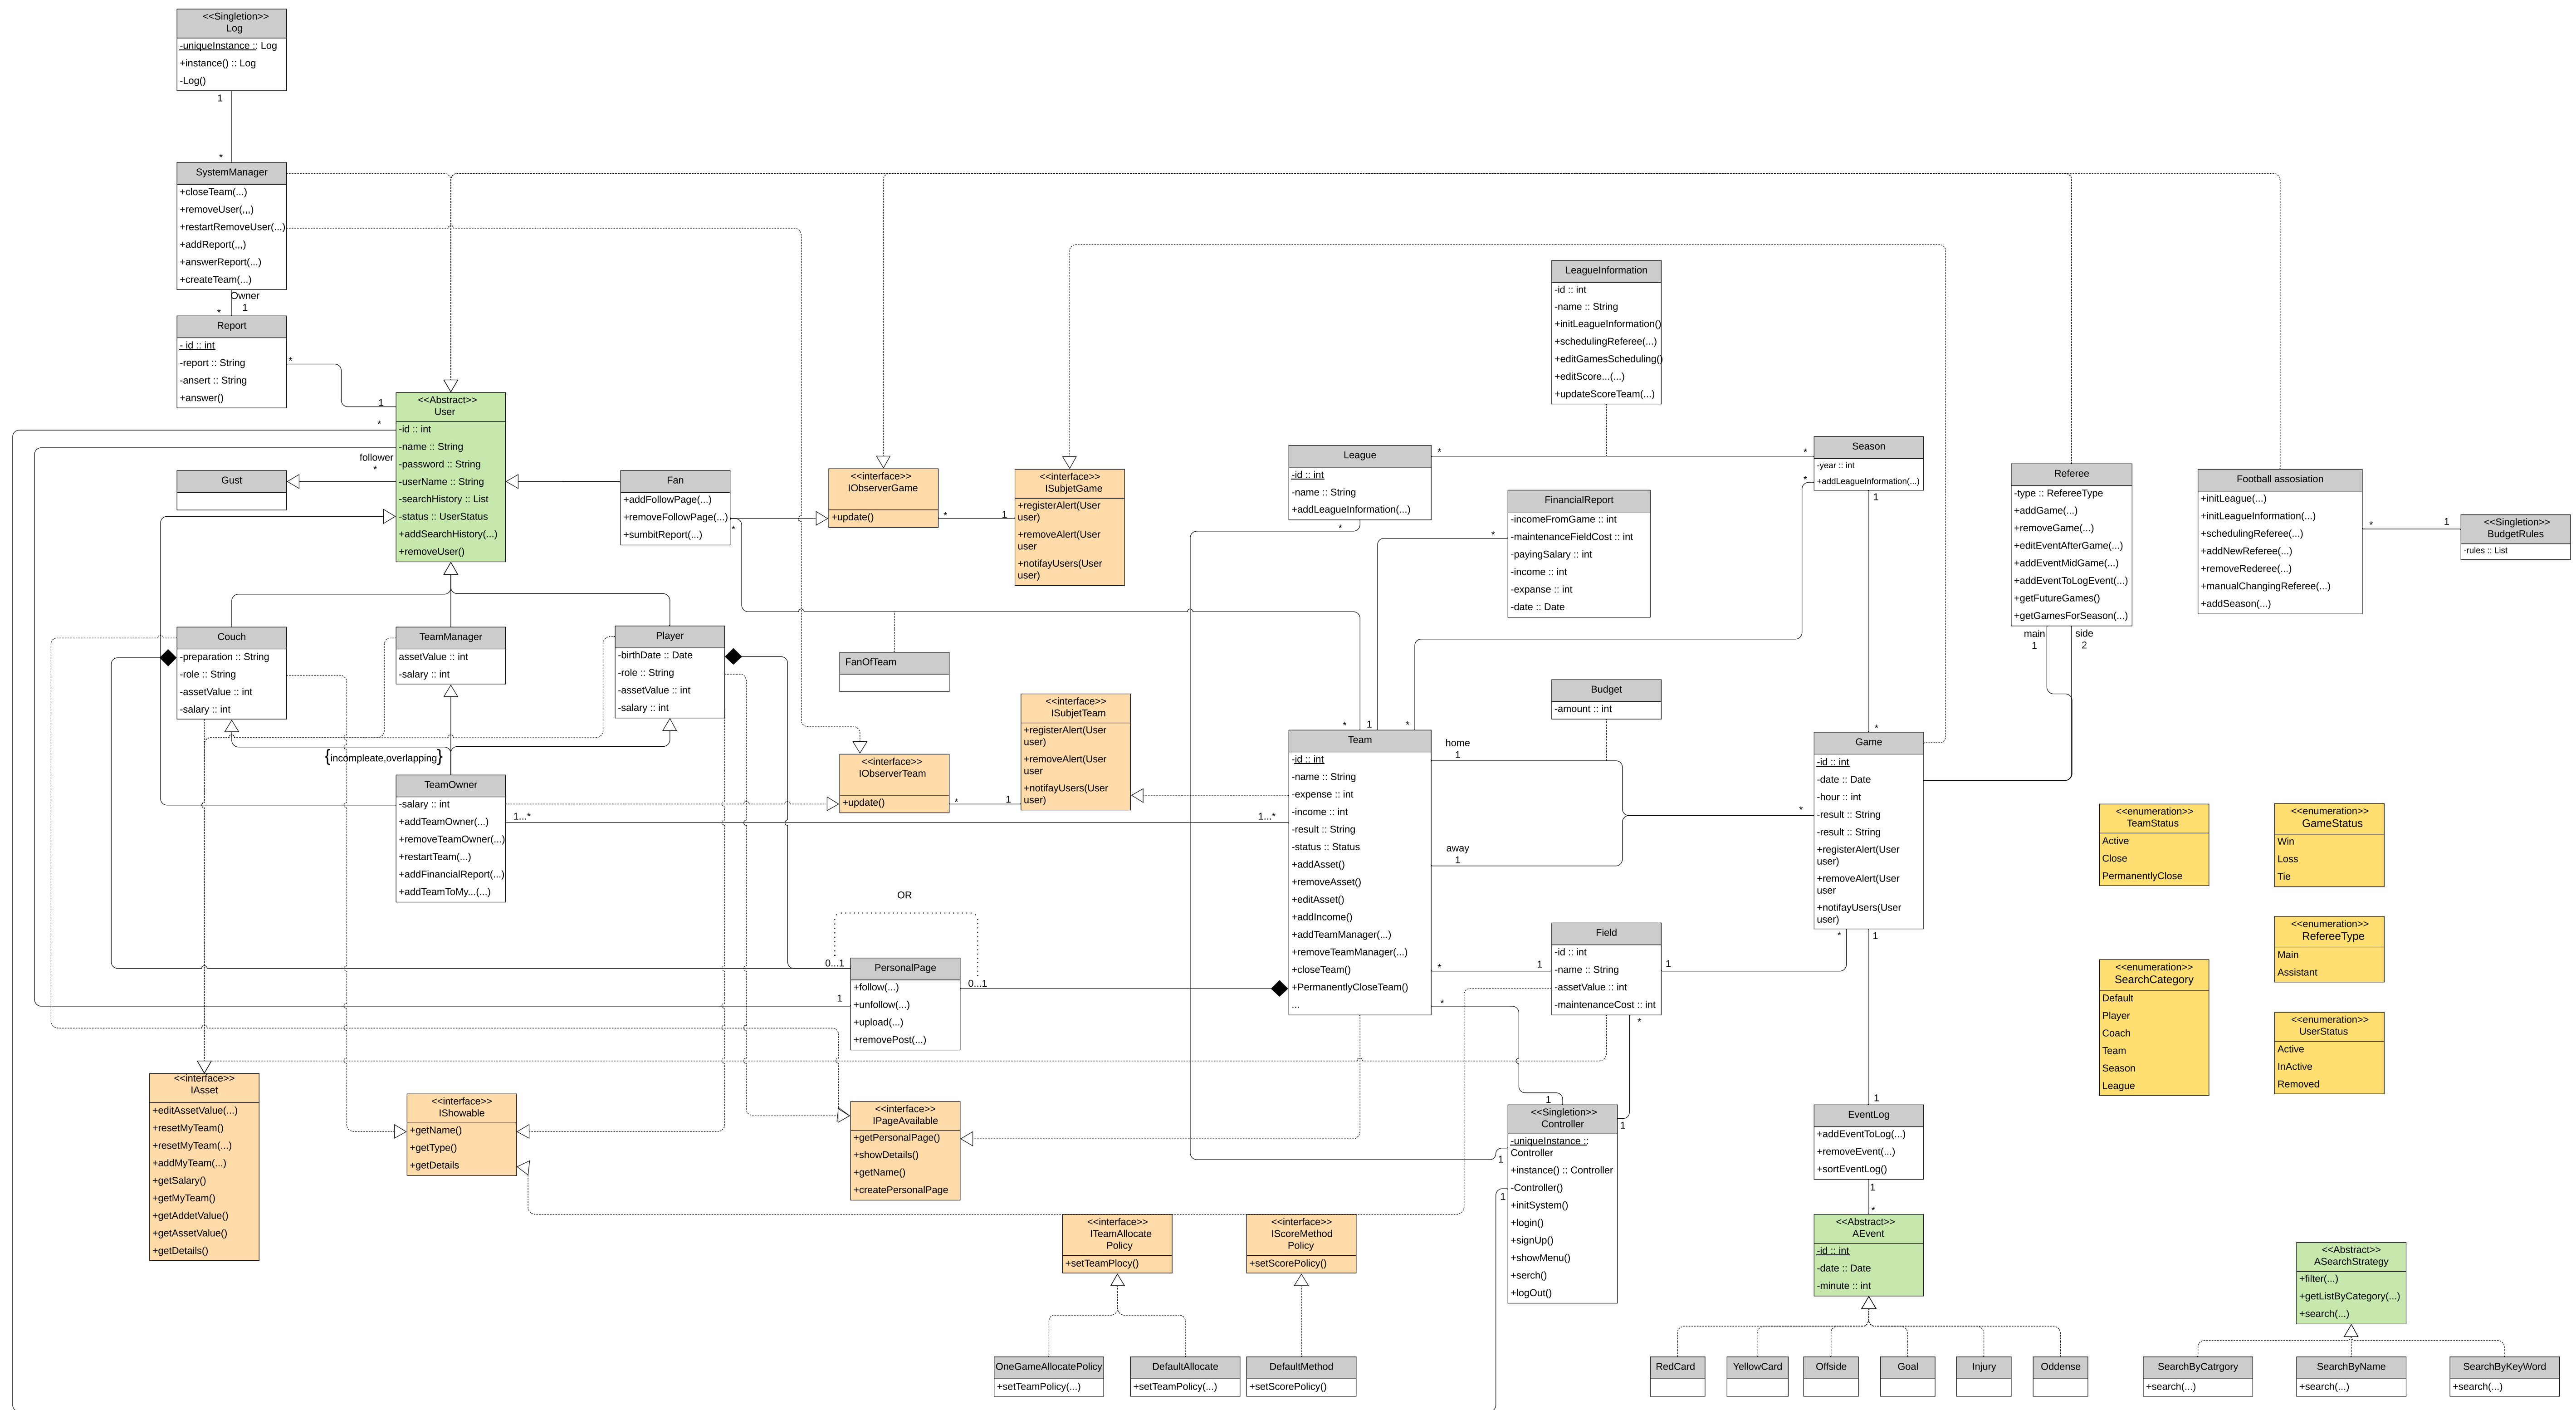 <<Singletion>>
Log
-uniqueInstance :: Log
+instance() :: Log
-Log()
1
*
SystemManager
+closeTeam(...)
+removeUser(,,,)
+restartRemoveUser(...)
+addReport(,,,)
+answerReport(...)
+createTeam(...)
Owner
1
*
Report
- id :: int
-report :: String
-ansert :: String
+answer()
*
1
*
follower
*
<<Abstract>>
User
-id :: int
-name :: String
-password :: String
-userName :: String
-searchHistory :: List
-status :: UserStatus
+addSearchHistory(...)
+removeUser()
Gust
Fan
+addFollowPage(...)
+removeFollowPage(...)
+sumbitReport(...)
*
<<interface>>
IObserverGame
+update()
*
1
<<interface>>
ISubjetGame
+registerAlert(User
user)
+removeAlert(User
user
+notifayUsers(User
user)
LeagueInformation
-id :: int
-name :: String
+initLeagueInformation()
+schedulingReferee(...)
+editGamesScheduling()
+editScore...(...)
+updateScoreTeam(...)
League
-id :: int
-name :: String
+addLeagueInformation(...)
*
*
*
Season
-year :: int
+addLeagueInformation(...)
*
1
FinancialReport
-incomeFromGame :: int
-maintenanceFieldCost :: int
-payingSalary :: int
-income :: int
-expanse :: int
-date :: Date
*
Referee
-type :: RefereeType
+addGame(...)
+removeGame(...)
+editEventAfterGame(...)
+addEventMidGame(...)
+addEventToLogEvent(...)
+getFutureGames()
+getGamesForSeason(...)
main
1
side
2
Football assosiation
+initLeague(...)
+initLeagueInformation(...)
+schedulingReferee(...)
+addNewReferee(...)
+removeRederee(...)
+manualChangingReferee(...)
+addSeason(...)
*
1
<<Singletion>>
BudgetRules
-rules :: List
Couch
-preparation :: String
-role :: String
-assetValue :: int
-salary :: int
TeamManager
assetValue :: int
-salary :: int
Player
-birthDate :: Date
-role :: String
-assetValue :: int
-salary :: int
{incompleate,overlapping}
FanOfTeam
TeamOwner
-salary :: int
+addTeamOwner(...)
+removeTeamOwner(...)
+restartTeam(...)
+addFinancialReport(...)
+addTeamToMy...(...)
1...*
1...*
<<interface>>
IObserverTeam
+update()
*
1
<<interface>>
ISubjetTeam
+registerAlert(User
user)
+removeAlert(User
user
+notifayUsers(User
user)
*
1
*
Team
-id :: int
-name :: String
-expense :: int
-income :: int
-result :: String
-status :: Status
+addAsset()
+removeAsset()
+editAsset()
+addIncome()
+addTeamManager(...)
+removeTeamManager(...)
+closeTeam()
+PermanentlyCloseTeam()
...
home
1
away
1
*
Budget
-amount :: int
*
Game
-id :: int
-date :: Date
-hour :: int
-result :: String
-result :: String
+registerAlert(User
user)
+removeAlert(User
user
+notifayUsers(User
user)
*
1
<<enumeration>>
TeamStatus
Active
Close
PermanentlyClose
<<enumeration>>
GameStatus
Win
Loss
Tie
<<enumeration>>
RefereeType
Main
Assistant
<<enumeration>>
SearchCategory
Default
Player
Coach
Team
Season
League
<<enumeration>>
UserStatus
Active
InActive
Removed
OR
0...1
PersonalPage
+follow(...)
+unfollow(...)
+upload(...)
+removePost(...)
1
0...1
Field
-id :: int
-name :: String
-assetValue :: int
-maintenanceCost :: int
*
1
1
*
*
<<interface>>
IAsset
+editAssetValue(...)
+resetMyTeam()
+resetMyTeam(...)
+addMyTeam(...)
+getSalary()
+getMyTeam()
+getAddetValue()
+getAssetValue()
+getDetails()
<<interface>>
IShowable
+getName()
+getType()
+getDetails
<<interface>>
IPageAvailable
+getPersonalPage()
+showDetails()
+getName()
+createPersonalPage
1
1
1
1
<<Singletion>>
Controller
-uniqueInstance ::
Controller
+instance() :: Controller
-Controller()
+initSystem()
+login()
+signUp()
+showMenu()
+serch()
+logOut()
1
EventLog
+addEventToLog(...)
+removeEvent(...)
+sortEventLog()
1
*
<<Abstract>>
AEvent
-id :: int
-date :: Date
-minute :: int
<<interface>>
ITeamAllocate
Policy
+setTeamPlocy()
<<interface>>
IScoreMethod
Policy
+setScorePolicy()
<<Abstract>>
ASearchStrategy
+filter(...)
+getListByCategory(...)
+search(...)
OneGameAllocatePolicy
+setTeamPolicy(...)
DefaultAllocate
+setTeamPolicy(...)
DefaultMethod
+setScorePolicy()
RedCard
YellowCard
Offside
Goal
Injury
Oddense
SearchByCatrgory
+search(...)
SearchByName
+search(...)
SearchByKeyWord
+search(...)